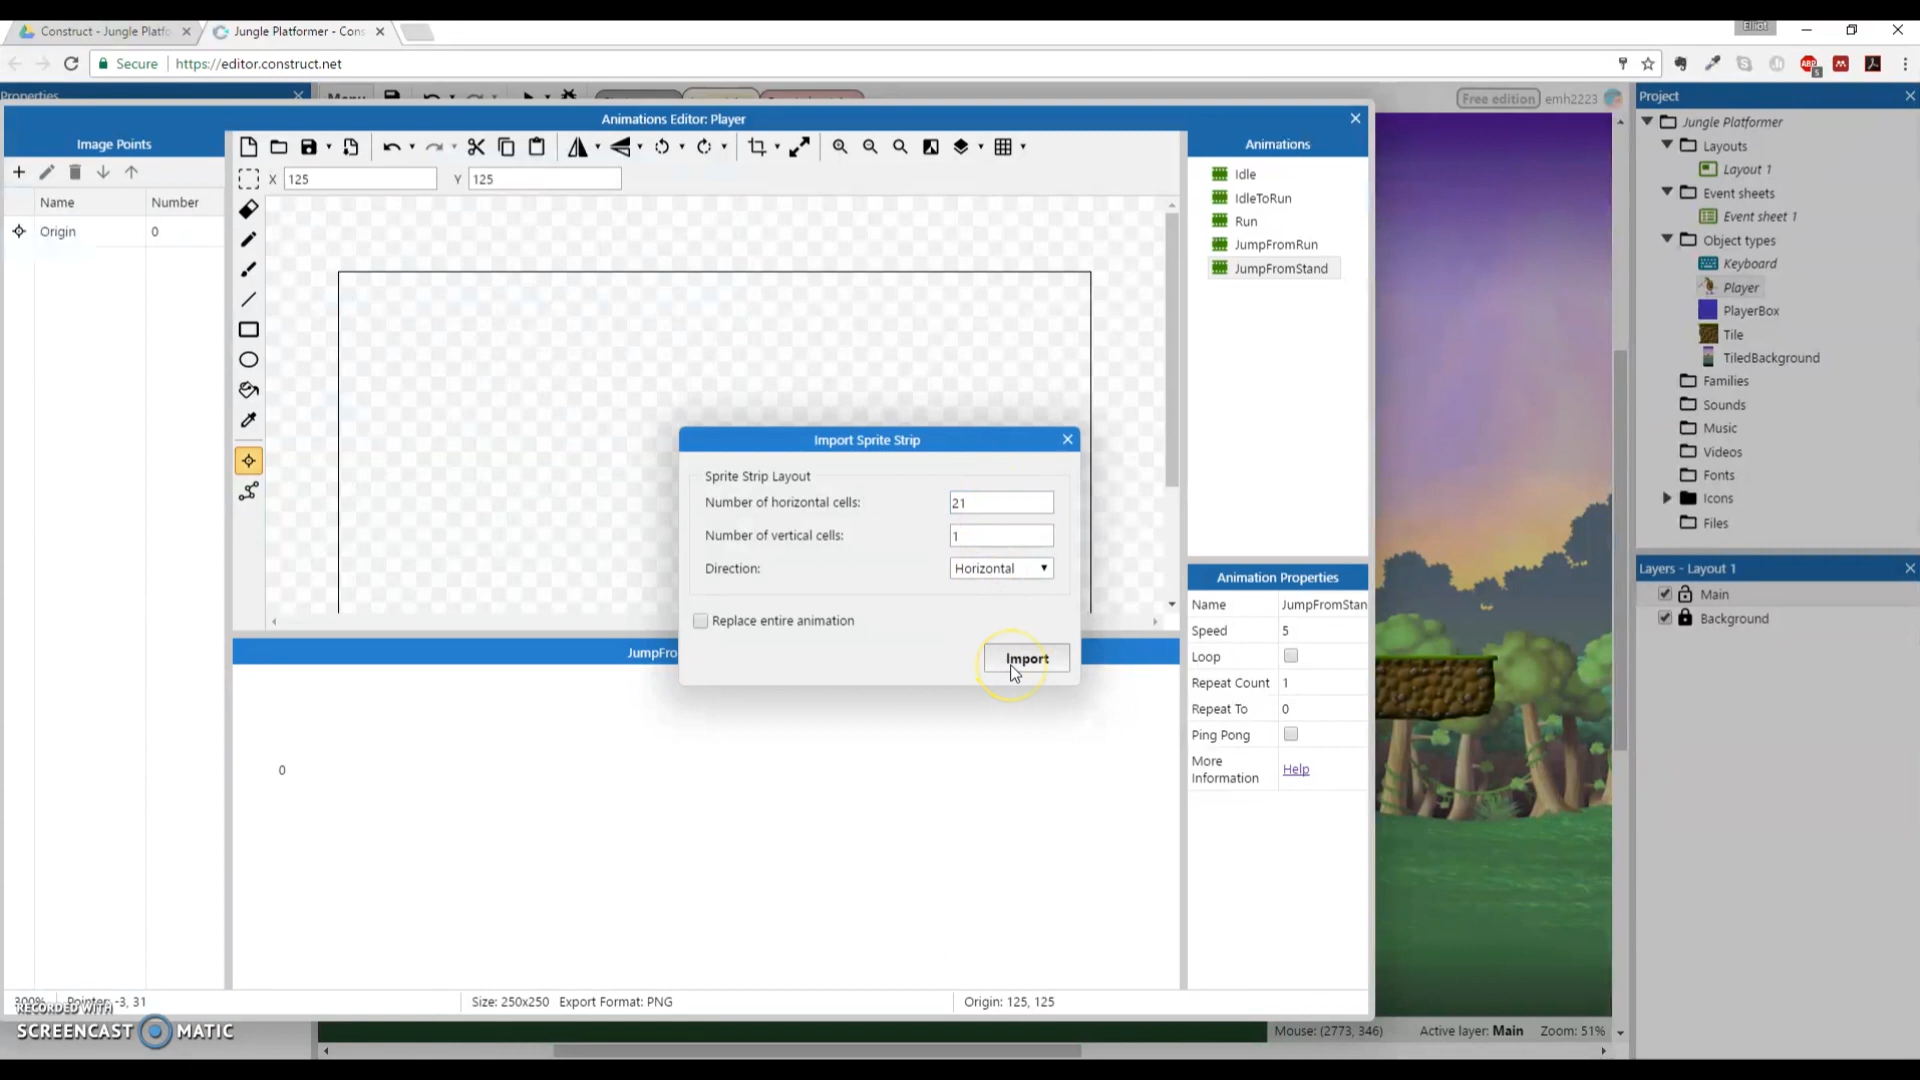 Construct - Jungle Platfo
Jungle Platformer - Cons
Elliot
Secure
https://editor.construct.net
Properties
Menu
Free edition
emh2223
Project
Animations Editor: Player
Image Points
Name
Number
Origin
0
X
125
Y
125
Animations
Idle
IdleToRun
Run
JumpFromRun
JumpFromStand
Import Sprite Strip
Sprite Strip Layout
Number of horizontal cells:
21
Number of vertical cells:
1
Direction:
Horizontal
Replace entire animation
Import
JumpFro
0
Animation Properties
Name
JumpFromStan
Speed
5
Loop
Repeat Count
1
Repeat To
0
Ping Pong
More
Information
Help
Jungle Platformer
Layouts
Layout 1
Event sheets
Event sheet 1
Object types
Keyboard
Player
PlayerBox
Tile
TiledBackground
Families
Sounds
Music
Videos
Fonts
Icons
Files
Layers - Layout 1
Main
Background
300%
Pointer: -3, 31
Size: 250x250
Export Format: PNG
Origin: 125, 125
RECORDED WITH
SCREENCAST MATIC
Mouse: (2773, 346)
Active layer: Main
Zoom: 51%